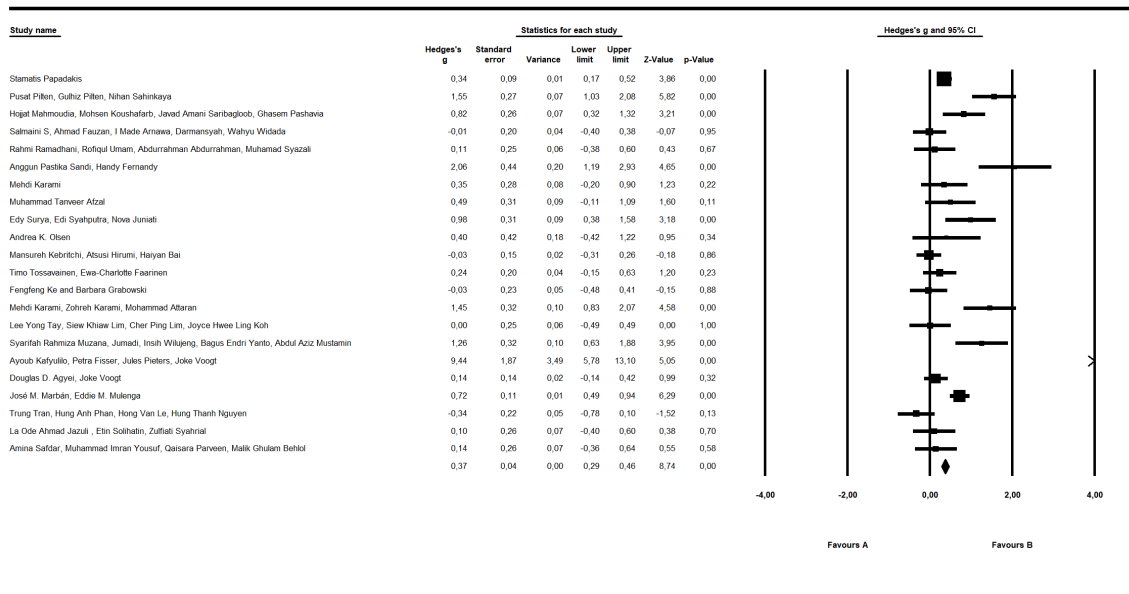 Study name Statistics for each study Hedges's g and 95% CI
Hedges's g Standard error Variance Lower limit Upper limit Z-Value p-Value
Stamatis Papadakis 0,34 0,09 0,01 0,17 0,52 3,86 0,00
Pusat Pilten, Gulhiz Pilten, Nihan Sahinkaya 1,55 0,27 0,07 1,03 2,08 5,82 0,00
Hojjat Mahmoudia, Mohsen Koushafarb, Javad Amani Saribagloob, Ghasem Pashavia 0,82 0,26 0,07 0,32 1,32 3,21 0,00
Salmaini S, Ahmad Fauzan, I Made Arnawa, Darmansyah, Wahyu Widada -0,01 0,20 0,04 -0,40 0,38 -0,07 0,95
Rahmi Ramadhani, Rofiqul Umam, Abdurrahman Abdurrahman, Muhamad Syazali 0,11 0,25 0,06 -0,38 0,60 0,43 0,67
Anggun Pastika Sandi, Handy Fernandy 2,06 0,44 0,20 1,19 2,93 4,65 0,00
Mehdi Karami 0,35 0,28 0,08 -0,20 0,90 1,23 0,22
Muhammad Tanveer Afzal 0,49 0,31 0,09 -0,11 1,09 1,60 0,11
Edy Surya, Edi Syahputra, Nova Juniati 0,98 0,31 0,09 0,38 1,58 3,18 0,00
Andrea K. Olsen 0,40 0,42 0,18 -0,42 1,22 0,95 0,34
Mansureh Kebritchi, Atsusi Hirumi, Haiyan Bai -0,03 0,15 0,02 -0,31 0,26 -0,18 0,86
Timo Tossavainen, Ewa-Charlotte Faarinen 0,24 0,20 0,04 -0,15 0,63 1,20 0,23
Fengfeng Ke and Barbara Grabowski -0,03 0,23 0,05 -0,48 0,41 -0,15 0,88
Mehdi Karami, Zohreh Karami, Mohammad Attaran 1,45 0,32 0,10 0,83 2,07 4,58 0,00
Lee Yong Tay, Siew Khiaw Lim, Cher Ping Lim, Joyce Hwee Ling Koh 0,00 0,25 0,06 -0,49 0,49 0,00 1,00
Syarifah Rahmiza Muzana, Jumadi, Insih Wilujeng, Bagus Endri Yanto, Abdul Aziz Mustamin 1,26 0,32 0,10 0,63 1,88 3,95 0,00
Ayoub Kafyulilo, Petra Fisser, Jules Pieters, Joke Voogt 9,44 1,87 3,49 5,78 13,10 5,05 0,00
Douglas D. Agyei, Joke Voogt 0,14 0,14 0,02 -0,14 0,42 0,99 0,32
José M. Marbán, Eddie M. Mulenga 0,72 0,11 0,01 0,49 0,94 6,29 0,00
Trung Tran, Hung Anh Phan, Hong Van Le, Hung Thanh Nguyen -0,34 0,22 0,05 -0,78 0,10 -1,52 0,13
La Ode Ahmad Jazuli , Etin Solihatin, Zulfiati Syahrial 0,10 0,26 0,07 -0,40 0,60 0,38 0,70
Amina Safdar, Muhammad Imran Yousuf, Qaisara Parveen, Malik Ghulam Behlol 0,14 0,26 0,07 -0,36 0,64 0,55 0,58
0,37 0,04 0,00 0,29 0,46 8,74 0,00
-4,00 -2,00 0,00 2,00 4,00
Favours A Favours B